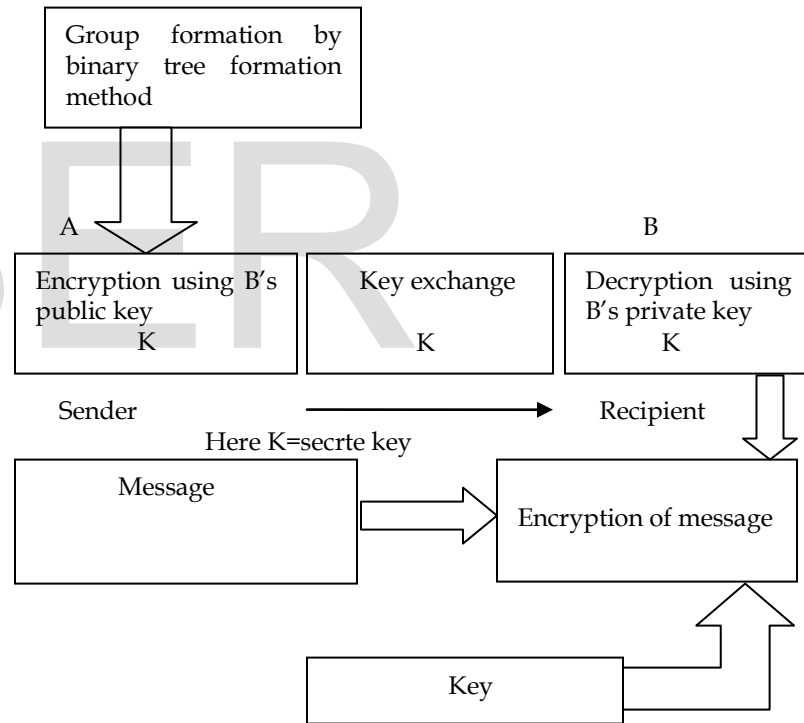 Group formation by
binary tree formation
method
A
B
Encryption using B's
public key
K
Key exchange
K
Decryption using
B's private key
K
Sender
Recipient
Here K=secrte key
Message
Encryption of message
Key